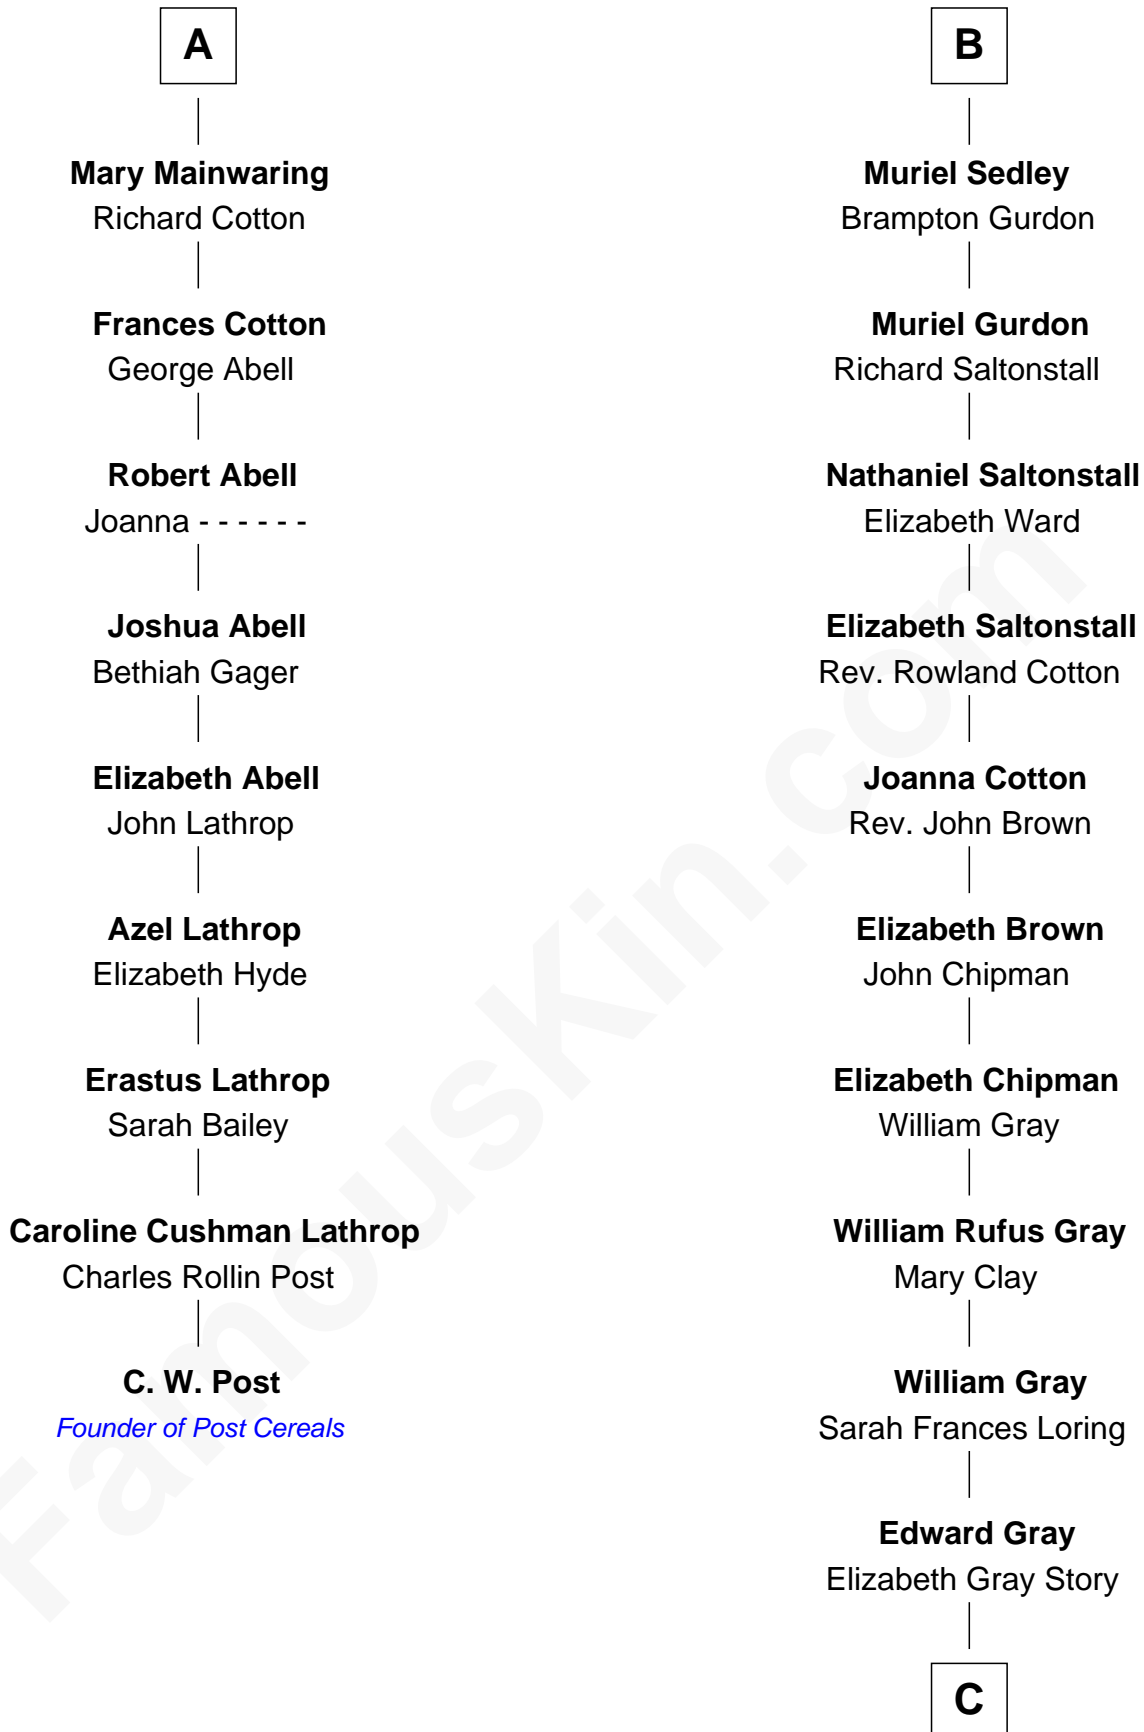 A
Mary Mainwaring
Richard Cotton
Frances Cotton
George Abell
Robert Abell
Joanna - - - - - -
Joshua Abell
Bethiah Gager
Elizabeth Abell
John Lathrop
Azel Lathrop
Elizabeth Hyde
Erastus Lathrop
Sarah Bailey
Caroline Cushman Lathrop
Charles Rollin Post
C. W. Post
Founder of Post Cereals
B
Muriel Sedley
Brampton Gurdon
Muriel Gurdon
Richard Saltonstall
Nathaniel Saltonstall
Elizabeth Ward
Elizabeth Saltonstall
Rev. Rowland Cotton
Joanna Cotton
Rev. John Brown
Elizabeth Brown
John Chipman
Elizabeth Chipman
William Gray
William Rufus Gray
Mary Clay
William Gray
Sarah Frances Loring
Edward Gray
Elizabeth Gray Story
C
FamousKin.com